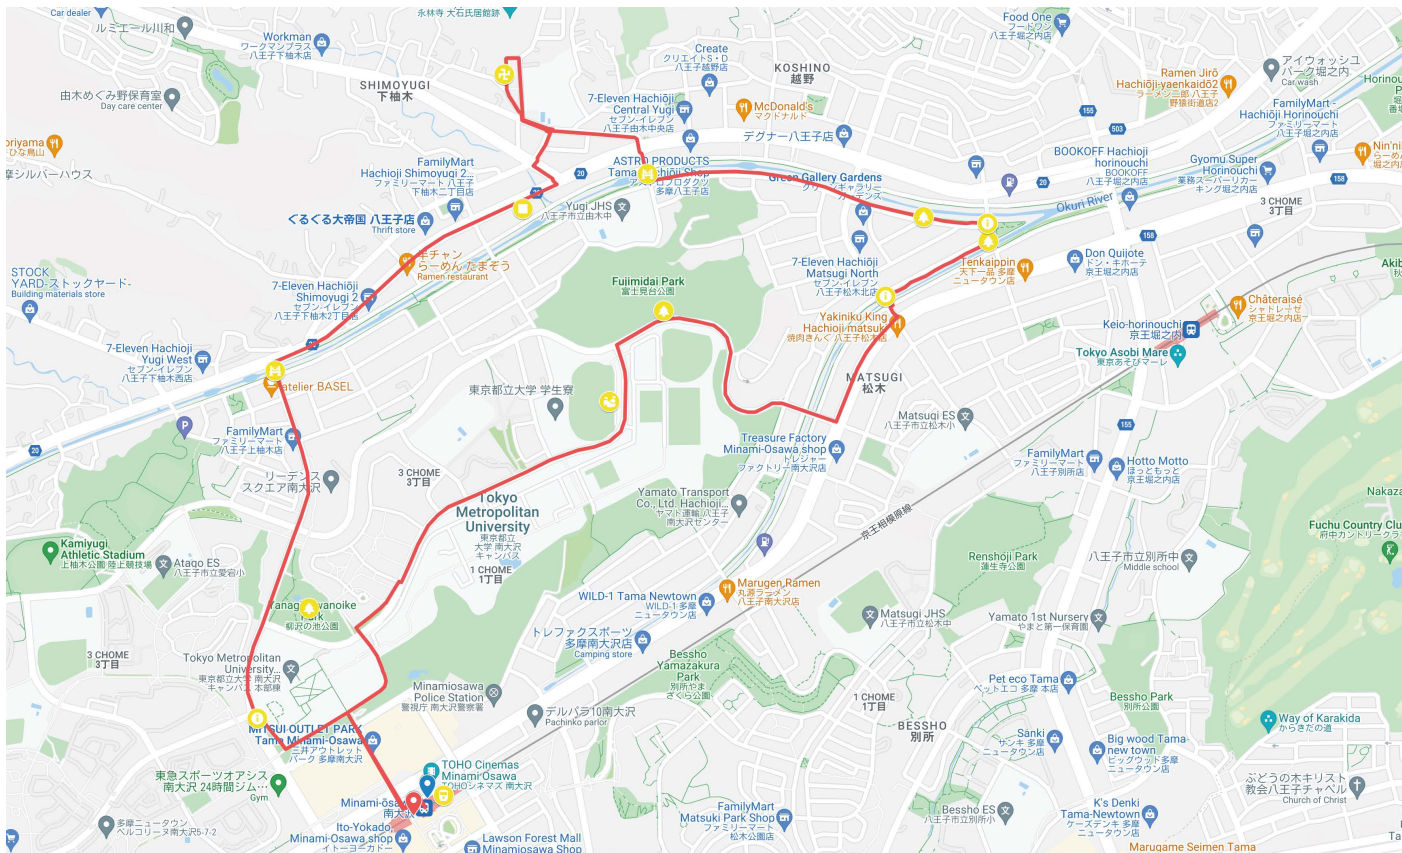 Car dealer
ルミエール川和
Workman
ワークマンプラス
八王子下柚木店
永林寺 大石氏居館跡
Food One
フードワン
八王子堀之内店
SHIMOYUGI
下柚木
Create
クリエイトS・D
八王子越野店
KOSHINO
越野
アイウォッシュ
パーク堀之内
Car wash
Ramen Jirō
Hachiōji-yaenkaidō2
ラーメン二郎 八王子
野猿街道店2
由木めぐみ野保育室
Day care center
7-Eleven Hachiōji
Central Yugi
セブン-イレブン
八王子由木中央店
McDonald's
マクドナルド
FamilyMart -
Hachiōji Horinouchi
ファミリーマート
八王子堀之内店
155
503
デグナー八王子店
oriyama
ひな鳥山
摩シルバーハウス
FamilyMart
Hachioji Shimoyugi 2...
ファミリーマート 八王子
下柚木二丁目店
ASTRO PRODUCTS
20
BOOKOFF Hachioji
horinouchi
BOOKOFF
八王子堀之内店
Gyomu Super
Horinouchi
業務スーパーリカー
キング堀之内店
158
Green Gallery Gardens
20
Okuri River
ぐるぐる大帝国 八王子店
Thrift store
Yugi JHS
八王子市立由木中
3 CHOME
3丁目
158
らーめん たまぞう
Ramen restaurant
STOCK
YARD-ストックヤード-
Building materials store
7-Eleven Hachiōji
Shimoyugi 2
セブン-イレブン
八王子下柚木2丁目店
Fujimidai Park
富士見台公園
7-Eleven Hachiōji
Matsugi North
セブン-イレブン
八王子松木北店
Tenkaippin
天下一品 多摩
ニュータウン店
Don Quijote
ドン・キホーテ
京王堀之内店
Yakiniku King
Hachioji matsuki
焼肉きんぐ 八王子松木店
Châteraisé
シャトレーゼ
京王堀之内店
Keio-horinouchi
京王堀之内
Tokyo Asobi Mare
東京あそびマーレ
7-Eleven Hachiōji
Yugi West
セブン-イレブン
八王子下柚木西店
atelier BASEL
東京都立大学 学生寮
MATSUGI
松木
Matsugi ES
八王子市立松木小
155
FamilyMart
ファミリーマート
八王子上柚木店
20
リーデンス
スクエア南大沢
3 CHOME
3丁目
Treasure Factory
Minami-Osawa shop
トレジャー
ファクトリー南大沢店
FamilyMart
ファミリーマート
八王子別所店
Hotto Motto
ほっともっと
京王堀之内店
Tokyo
Metropolitan
University
東京都立
大学 南大沢
キャンパス
Yamato Transport
Co., Ltd. Hachioji...
ヤマト運輸 八王子
南大沢センター
京王相模原線
Fuchu Country Clu
府中カントリークラブ
Kamiyugi
Athletic Stadium
上柚木公園 陸上競技場
Atago ES
八王子市立愛宕小
1 CHOME
1丁目
Renshoji Park
蓮生寺公園
八王子市立別所中
Middle school
Marugen Ramen
丸源ラーメン
八王子南大沢店
WILD-1 Tama Newtown
WILD-1 多摩
ニュータウン店
柳沢の池公園
Matsugi JHS
八王子市立松木中
Yamato 1st Nursery
やまと第一保育園
トレファクスポーツ
多摩南大沢店
Camping store
3 CHOME
3丁目
Tokyo Metropolitan
University...
東京都立大学 南大沢
キャンパス 本部棟
Bessho
Yamazakura
Park
別所やま
ざくら公園
Minamiosawa
Police Station
警視庁 南大沢警察署
Pet eco Tama
ペットエコ 多摩 本店
1 CHOME
1丁目
Bessho Park
別所公園
デルパラ10南大沢
Pachinko parlor
BESSHO
別所
Way of Karakida
からきだの道
MITSUI OUTLET PARK
Tama Minami-Osawa
三井アウトレット
パーク 多摩南大沢
Sanki
サンキ 多摩
ニュータウン店
Big wood Tama
new town
ビッグウッド多摩
ニュータウン店
東急スポーツオアシス
南大沢 24時間ジム…
Gym
TOHO Cinemas
Minami-Osawa
TOHOシネマズ 南大沢
ぶどうの木キリスト
教会八王子チャペル
Church of Christ
多摩ニュータウン
ベルコリーヌ南大沢5-7-2
Ito-Yokado
Minami-Osawa shop
イトーヨーカドー
Lawson Forest Mall
Minamiosawa Shop
FamilyMart
Matsuki Park Shop
ファミリーマート
松木公園店
Bessho ES
八王子市立別所小
K's Denki
Tama-Newtown
ケーズデンキ 多摩
ニュータウン店
Marugame Seimen Tama